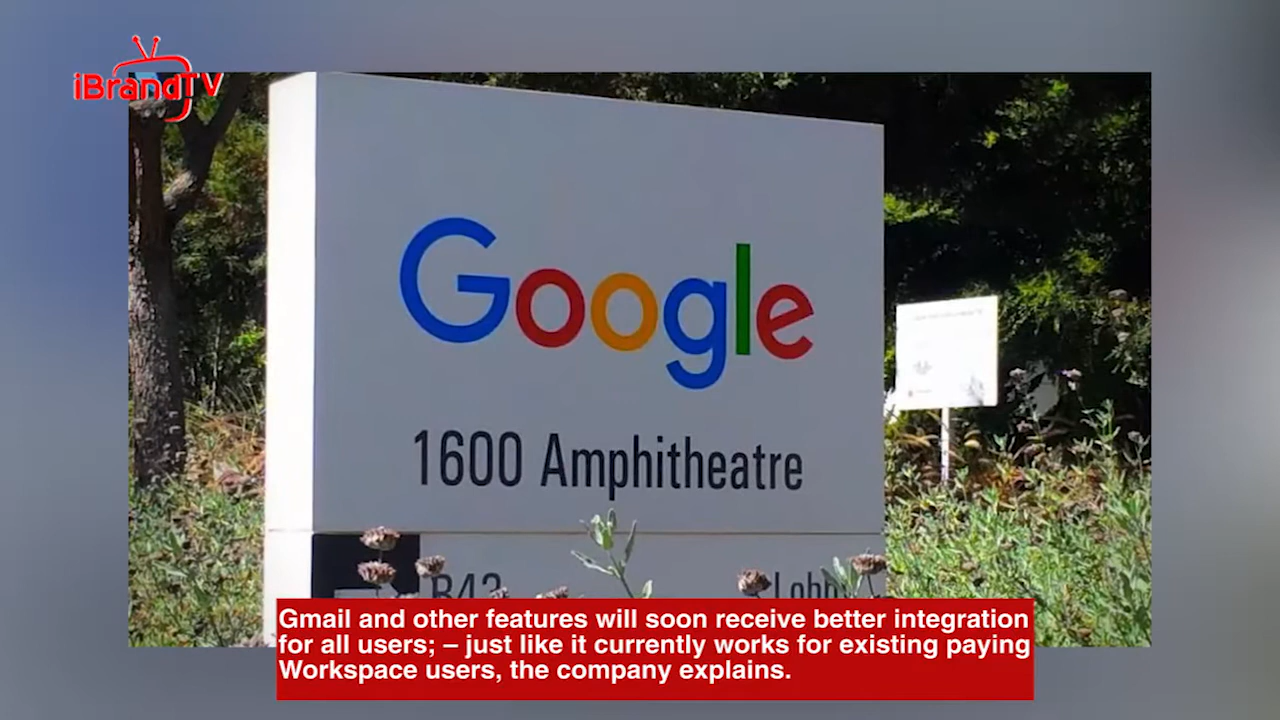 iBrandTV
Google
1600 Amphitheatre
B42
Gmail and other features will soon receive better integration
for all users; – just like it currently works for existing paying
Workspace users, the company explains.